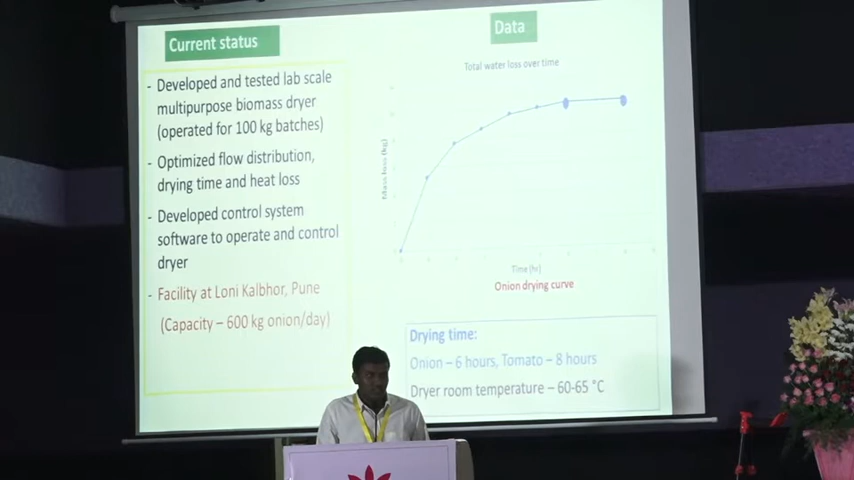 Current status
- Developed and tested lab scale
multipurpose biomass dryer
(operated for 100 kg batches)
- Optimized flow distribution,
drying time and heat loss
- Developed control system
software to operate and control
dryer
- Facility at Loni Kalbhor, Pune
(Capacity – 600 kg onion/day)
Data
Total water loss over time
Mass loss (kg)
Time (hr)
Onion drying curve
Drying time:
Onion – 6 hours, Tomato – 8 hours
Dryer room temperature – 60-65 °C